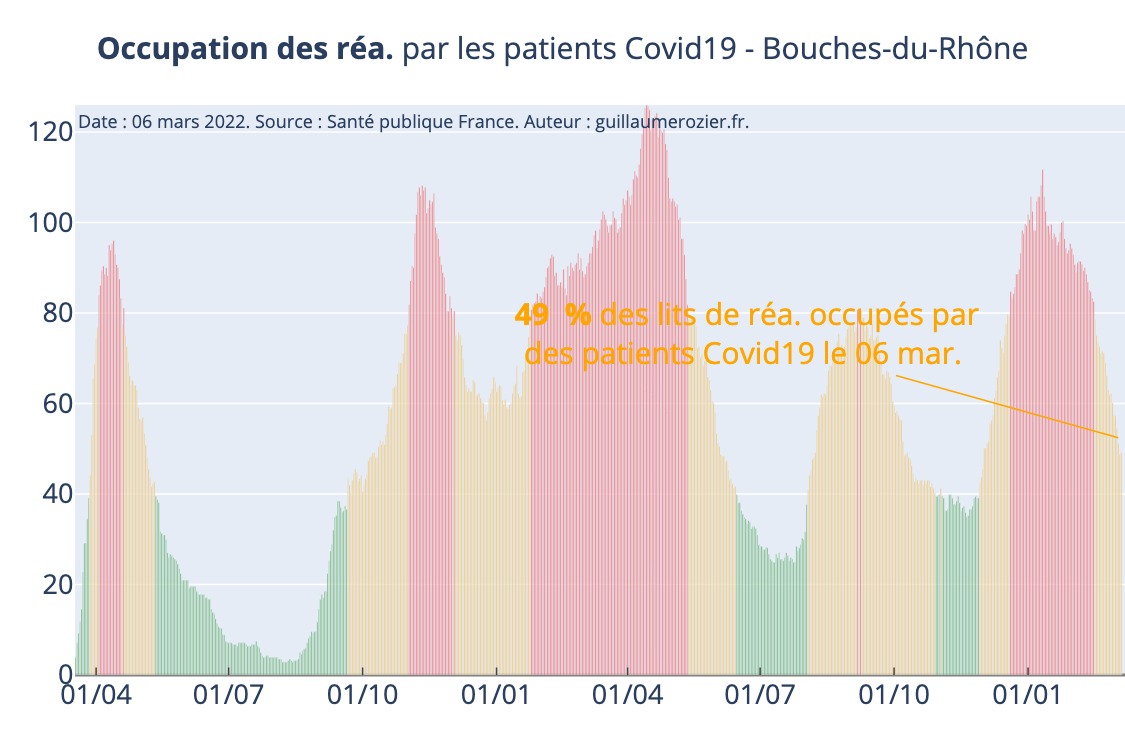 Occupation des réa. par les patients Covid19 - Bouches-du-Rhône
Date : 06 mars 2022. Source : Santé publique France. Auteur : guillaumerozier.fr.
120
100
80
60
40
20
0
49 % des lits de réa. occupés par
des patients Covid19 le 06 mar.
01/04 01/07 01/10 01/01 01/04 01/07 01/10 01/01